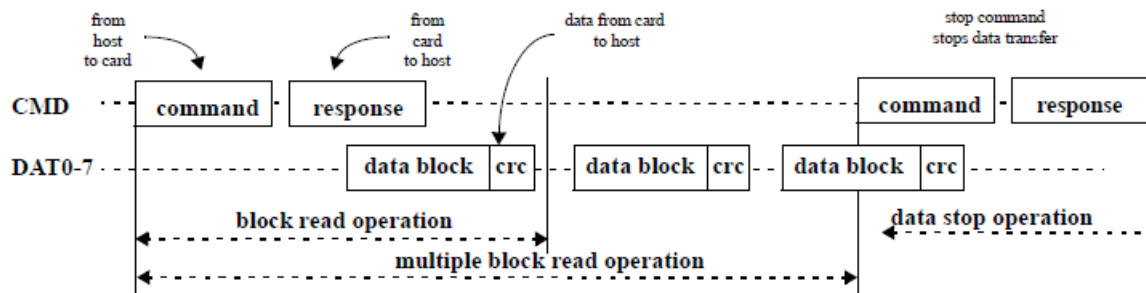 from
host
to card
from
card
to host
data from card
to host
stop command
stops data transfer
CMD
command
response
command
response
DAT0-7
data block
crc
data block
crc
data block
crc
block read operation
data stop operation
multiple block read operation